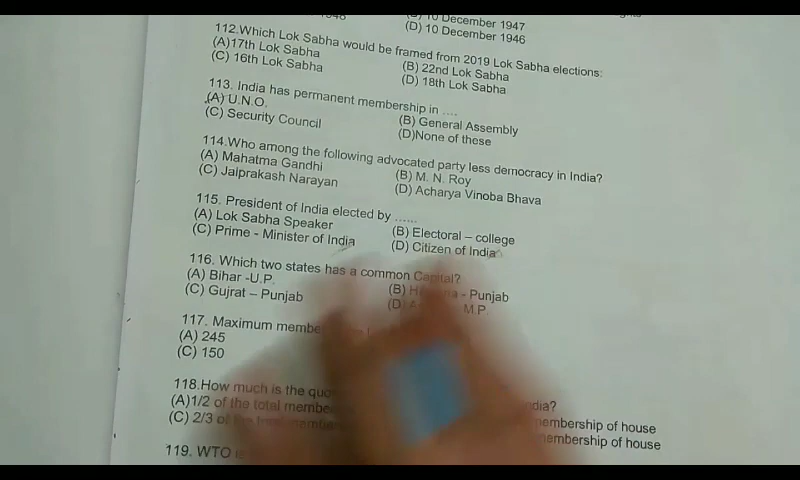 (D) 10 December 1947
(D) 10 December 1946
112.Which Lok Sabha would be framed from 2019 Lok Sabha elections:
(A)17th Lok Sabha (B) 22nd Lok Sabha
(C) 16th Lok Sabha (D) 18th Lok Sabha
113. India has permanent membership in ....
(A) U.N.O. (B) General Assembly
(C) Security Council (D)None of these
114.Who among the following advocated party less democracy in India?
(A) Mahatma Gandhi (B) M. N. Roy
(C) Jalprakash Narayan (D) Acharya Vinoba Bhava
115. President of India elected by ......
(A) Lok Sabha Speaker (B) Electoral – college
(C) Prime - Minister of India (D) Citizen of India
116. Which two states has a common Capital?
(A) Bihar -U.P. (B) - Punjab
(C) Gujrat – Punjab (D) M.P.
117. Maximum
(A) 245
(C) 150
118.How much is the
(A)1/2 of the total
(C) 2/3 of the total membership of house
membership of house
119. WTO